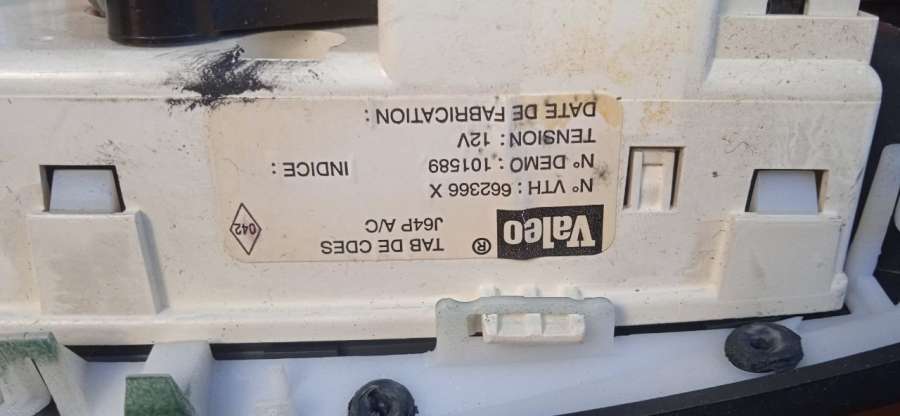 Valeo ® TAB DE CDES
J64P A/C
042
N° VTH : 662366 X
N° DEMO : 101589 INDICE :
TENSION : 12V
DATE DE FABRICATION :